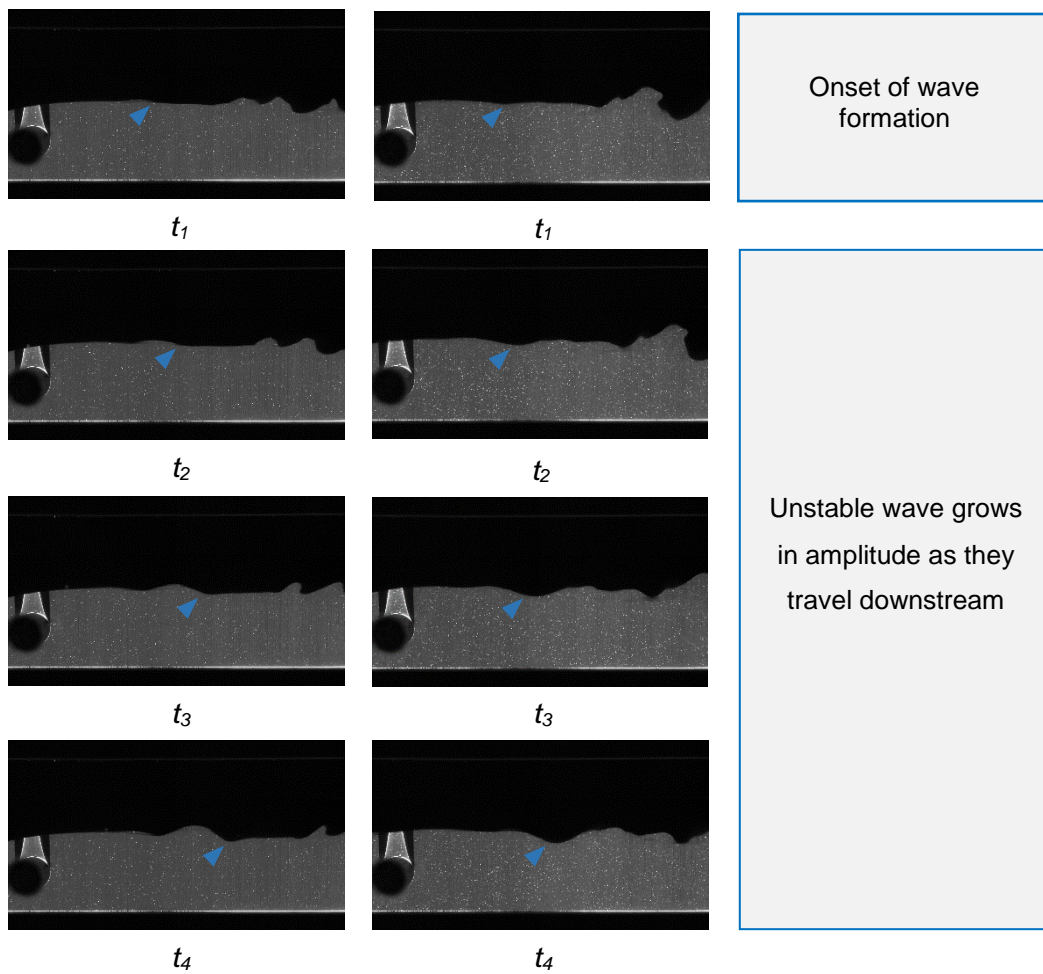 Onset of wave
formation
t1
t1
t2
t2
Unstable wave grows
in amplitude as they
travel downstream
t3
t3
t4
t4